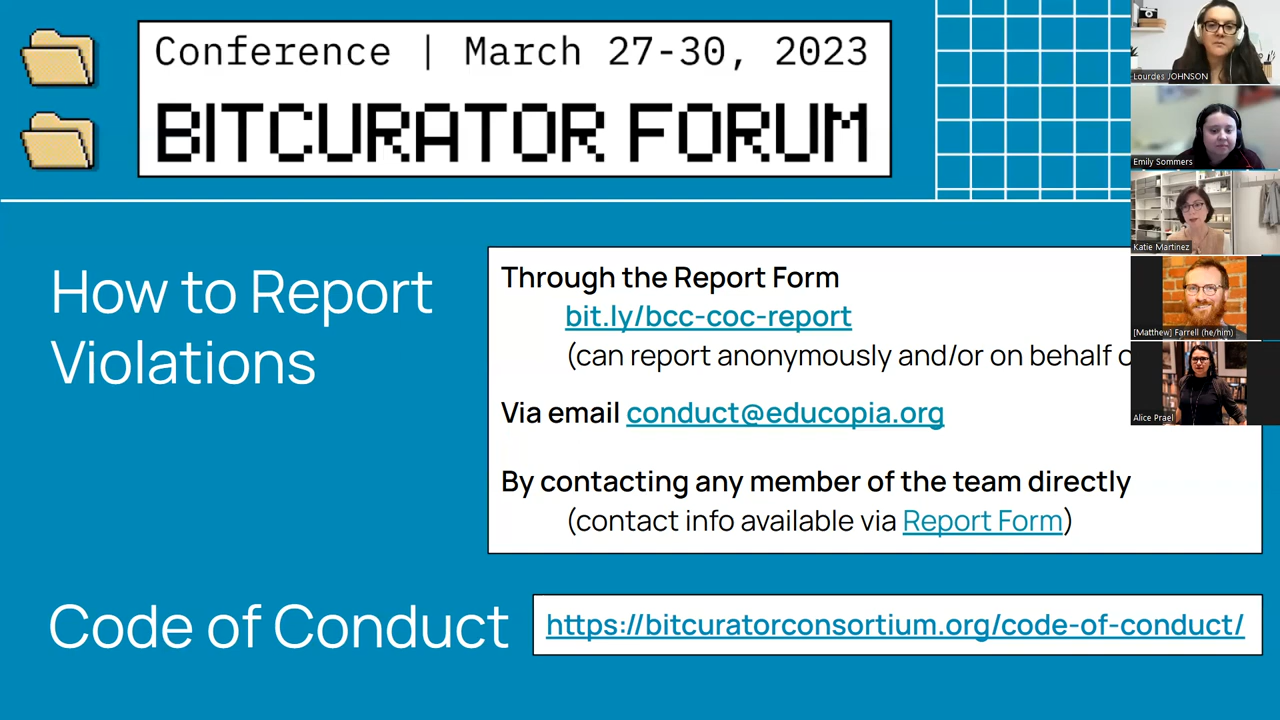 Conference | March 27-30, 2023
BITCURATOR FORUM
How to Report
Violations
Through the Report Form
bit.ly/bcc-coc-report
(can report anonymously and/or on behalf
Via email conduct@educopia.org
By contacting any member of the team directly
(contact info available via Report Form)
Code of Conduct
https://bitcuratorconsortium.org/code-of-conduct/
Lourdes JOHNSON
Emily Sommers
Katie Martinez
[Matthew] Farrell (he/him)
Alice Prael